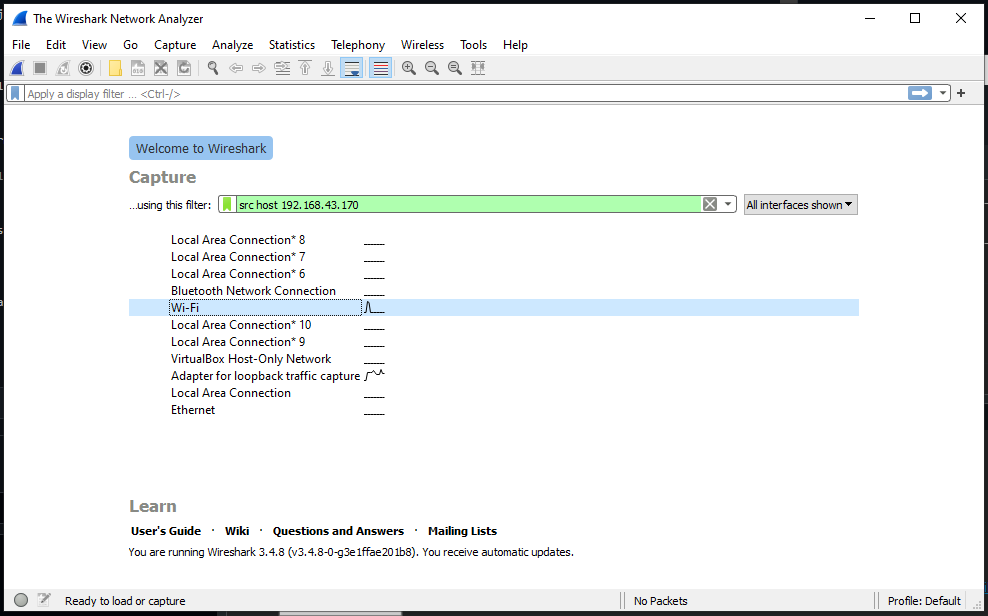 The Wireshark Network Analyzer
File Edit View Go Capture Analyze Statistics Telephony Wireless Tools Help
Apply a display filter ... <Ctrl-/>
Welcome to Wireshark
Capture
...using this filter: src host 192.168.43.170 All interfaces shown
Local Area Connection* 8
Local Area Connection* 7
Local Area Connection* 6
Bluetooth Network Connection
Wi-Fi
Local Area Connection* 10
Local Area Connection* 9
VirtualBox Host-Only Network
Adapter for loopback traffic capture
Local Area Connection
Ethernet
Learn
User's Guide · Wiki · Questions and Answers · Mailing Lists
You are running Wireshark 3.4.8 (v3.4.8-0-g3e1ffae201b8). You receive automatic updates.
Ready to load or capture No Packets Profile: Default